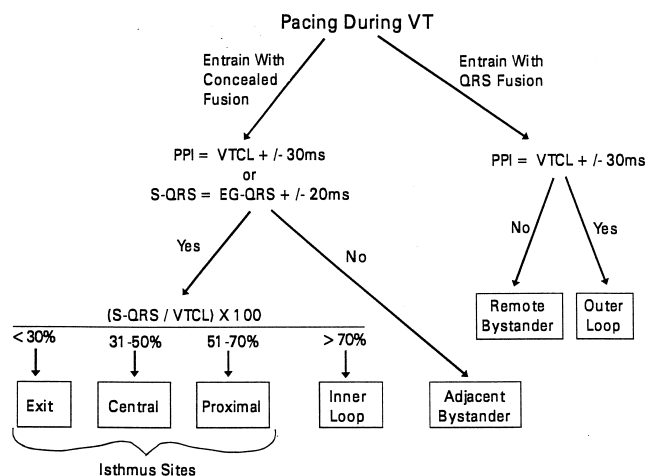 Pacing During VT
Entrain With
Concealed
Fusion
Entrain With
QRS Fusion
PPI = VTCL + /- 30ms
or
S-QRS = EG-QRS + /- 20ms
PPI = VTCL + /- 30ms
Yes
No
No
Yes
(S-QRS / VTCL) X 100
< 30%
31-50%
51-70%
> 70%
Remote
Bystander
Outer
Loop
Exit
Central
Proximal
Inner
Loop
Adjacent
Bystander
Isthmus Sites